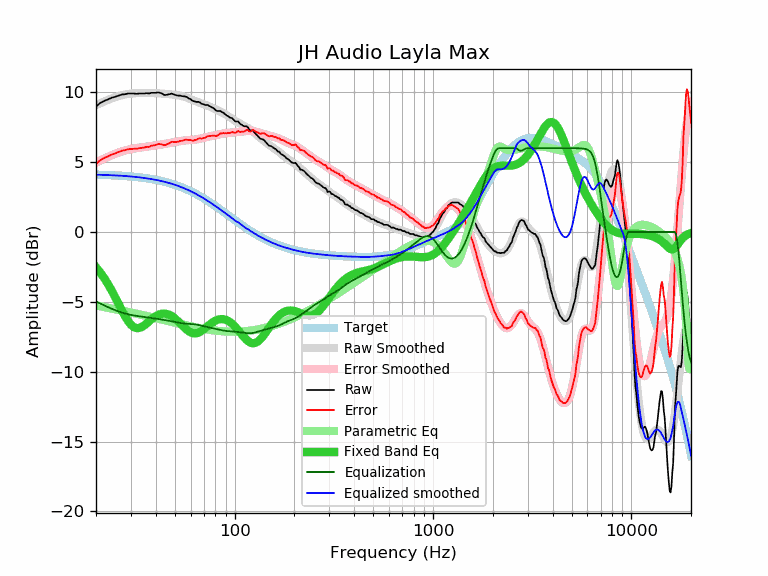 JH Audio Layla Max
Amplitude (dBr)
10
5
0
−5
−10
−15
−20
Target
Raw Smoothed
Error Smoothed
Raw
Error
Parametric Eq
Fixed Band Eq
Equalization
Equalized smoothed
100
1000
10000
Frequency (Hz)